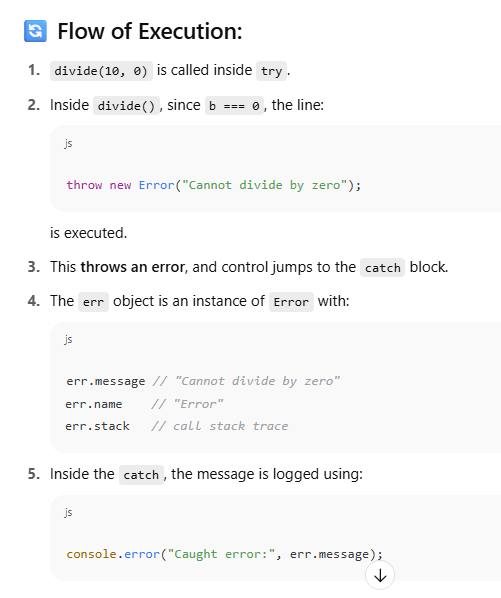 🔄 Flow of Execution:
1. divide(10, 0) is called inside try.
2. Inside divide(), since b === 0, the line:
js
throw new Error("Cannot divide by zero");
is executed.
3. This throws an error, and control jumps to the catch block.
4. The err object is an instance of Error with:
js
err.message // "Cannot divide by zero"
err.name    // "Error"
err.stack   // call stack trace
5. Inside the catch, the message is logged using:
js
console.error("Caught error:", err.message);